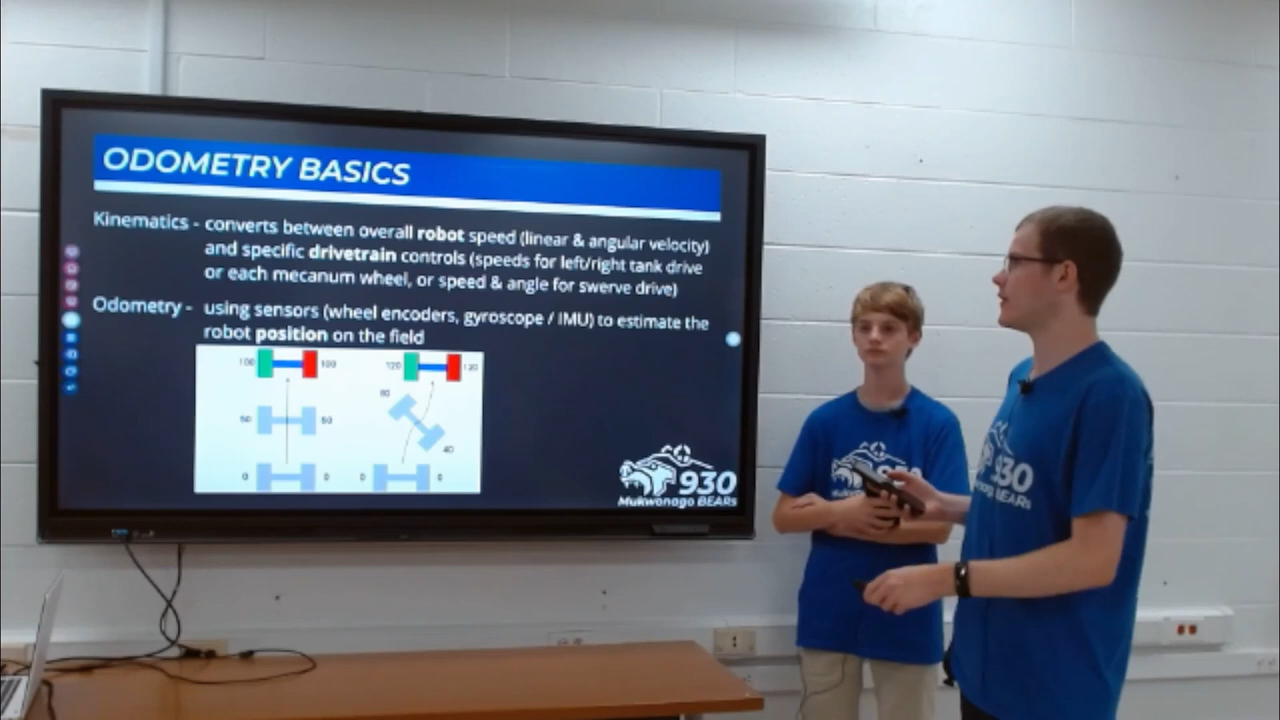 ODOMETRY BASICS
Kinematics - converts between overall robot speed (linear & angular velocity)
and specific drivetrain controls (speeds for left/right tank drive
or each mecanum wheel, or speed & angle for swerve drive)
Odometry - using sensors (wheel encoders, gyroscope / IMU) to estimate the
robot position on the field
100 100 120 120
50 50 80 40
0 0 0 0
930
Mukwonago BEARs
930
Mukwonago BEARs